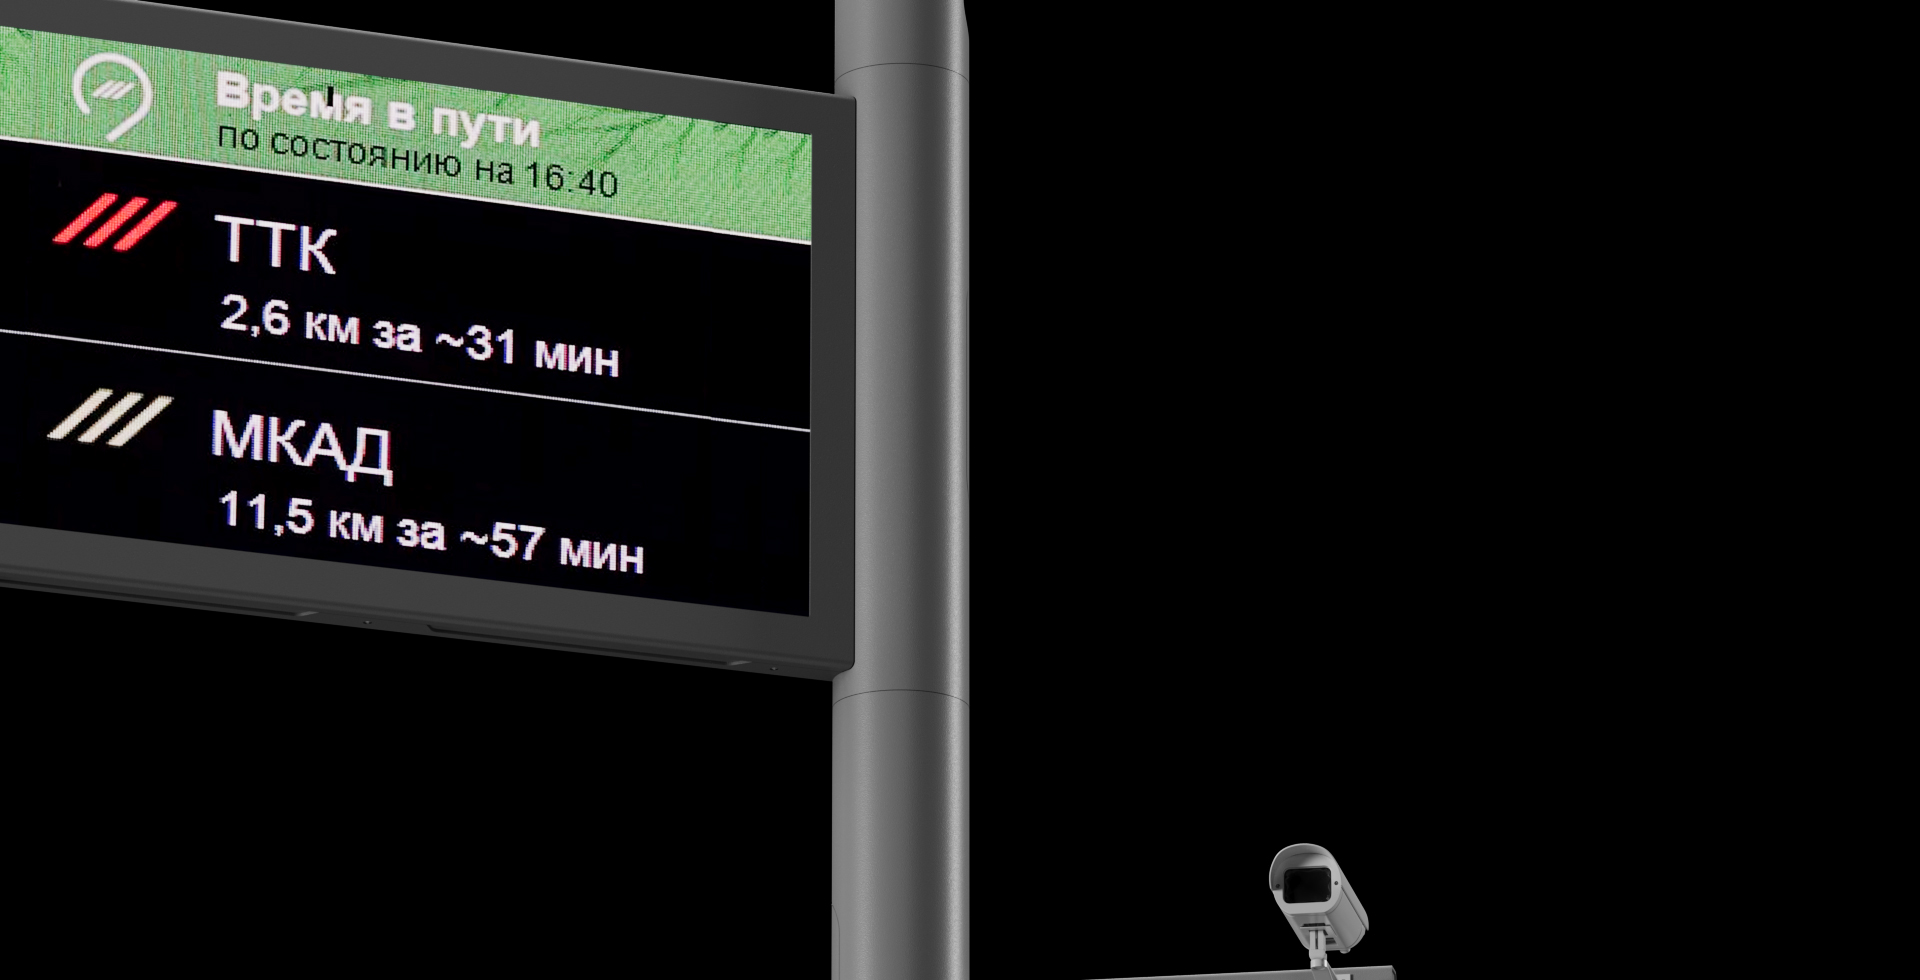 Время в пути
по состоянию на 16:40
ТТК
2,6 км за ~31 мин
МКАД
11,5 км за ~57 мин